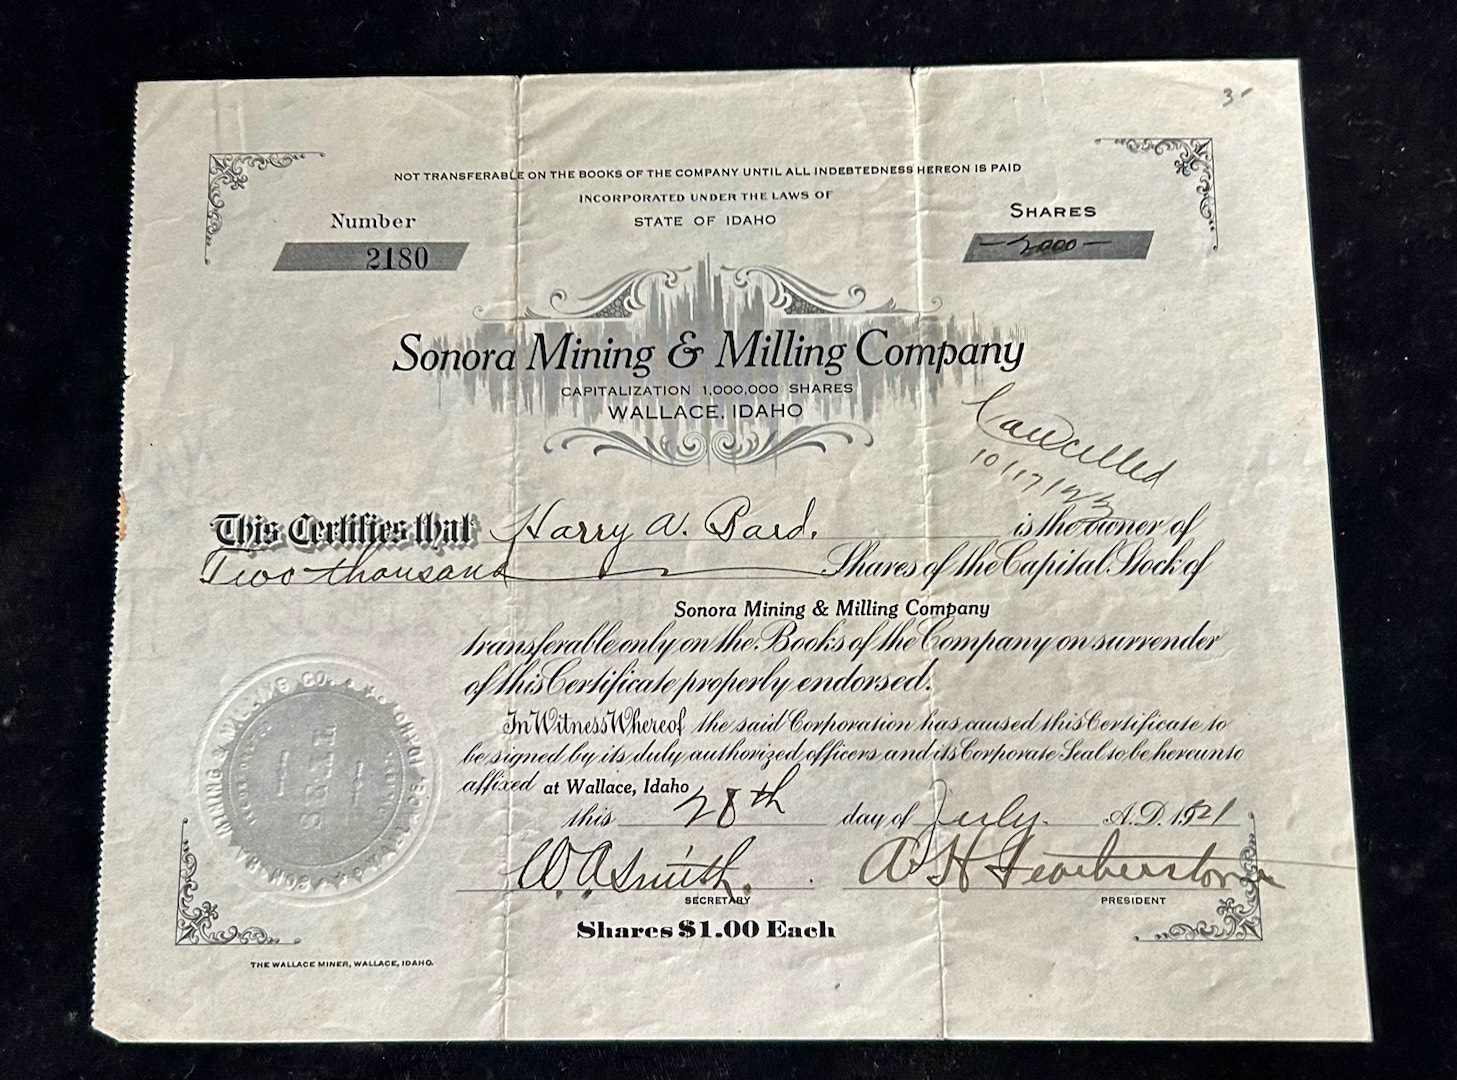 3-
NOT TRANSFERABLE ON THE BOOKS OF THE COMPANY UNTIL ALL INDEBTEDNESS HEREON IS PAID
INCORPORATED UNDER THE LAWS OF
STATE OF IDAHO
Number
2180
SHARES
-2000-
Sonora Mining & Milling Company
CAPITALIZATION 1,000,000 SHARES
WALLACE, IDAHO
Cancelled
10/17/23
This Certifies that Harry W. Bard. is the owner of
Two thousand Shares of the Capital Stock of
Sonora Mining & Milling Company
transferable only on the Books of the Company on surrender
of this Certificate properly endorsed.
In Witness Whereof the said Corporation has caused this Certificate to
be signed by its duly authorized officers and its Corporate Seal to be hereunto
affixed at Wallace, Idaho
this 28th day of July A.D. 1921
W. A. Smith. A H Featherstone
SECRETARY PRESIDENT
Shares $1.00 Each
THE WALLACE MINER, WALLACE, IDAHO.
MINING & MILLING CO.
SEAL